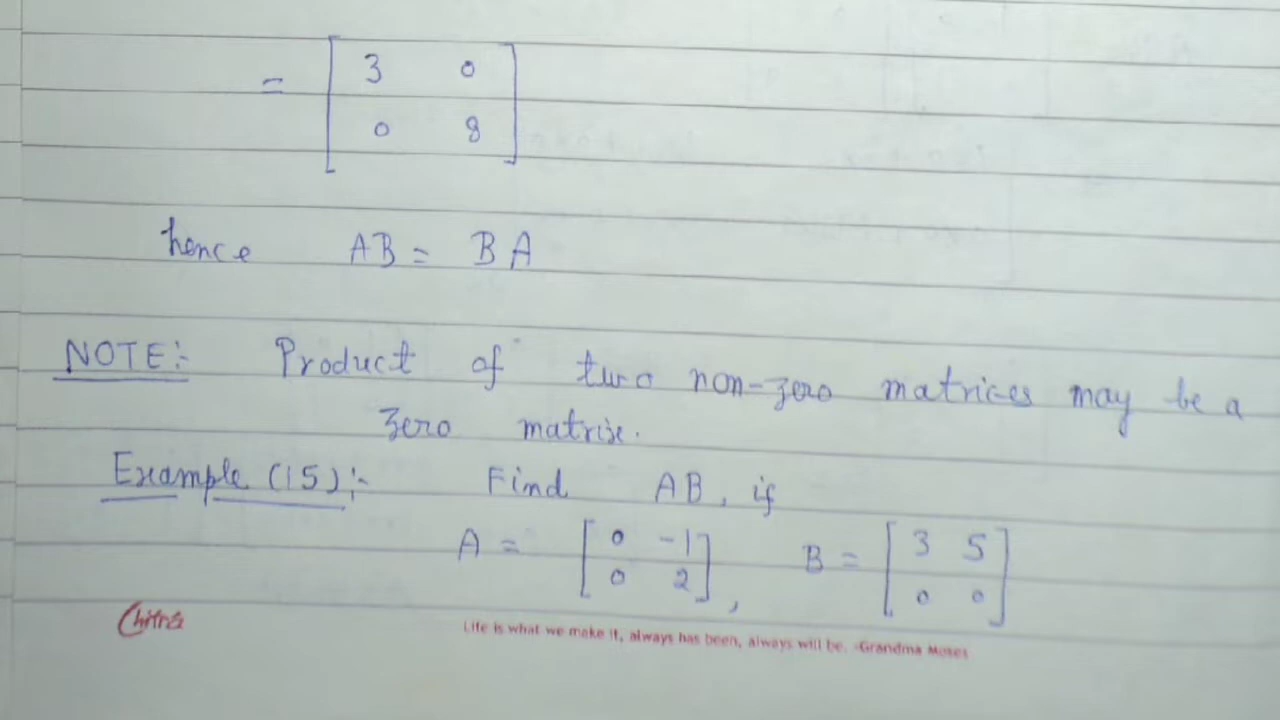 = [ 3 0
0 8 ]
hence AB = BA
NOTE:- Product of two non-zero matrices may be a
zero matrix.
Example (15):- Find AB, if
A = [ 0 -1 B = [ 3 5
0 2 ], 0 0 ]
Chitra
Life is what we make it, always has been, always will be. -Grandma Moses